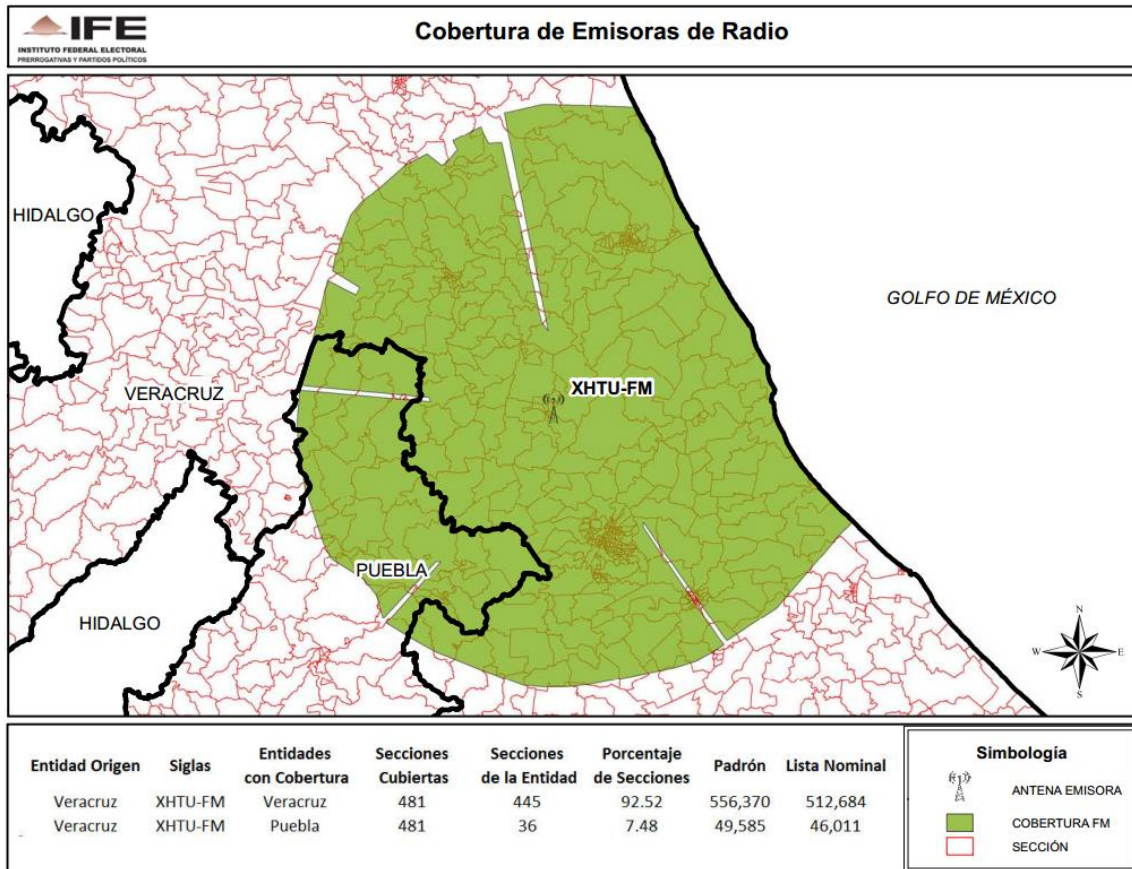 IFE
INSTITUTO FEDERAL ELECTORAL
PRERROGATIVAS Y PARTIDOS POLÍTICOS
Cobertura de Emisoras de Radio
HIDALGO
GOLFO DE MÉXICO
XHTU-FM
VERACRUZ
PUEBLA
HIDALGO
N
W E
S
Entidad Origen Siglas Entidades con Cobertura Secciones Cubiertas Secciones de la Entidad Porcentaje de Secciones Padrón Lista Nominal
Veracruz XHTU-FM Veracruz 481 445 92.52 556,370 512,684
Veracruz XHTU-FM Puebla 481 36 7.48 49,585 46,011
Simbología
ANTENA EMISORA
COBERTURA FM
SECCIÓN